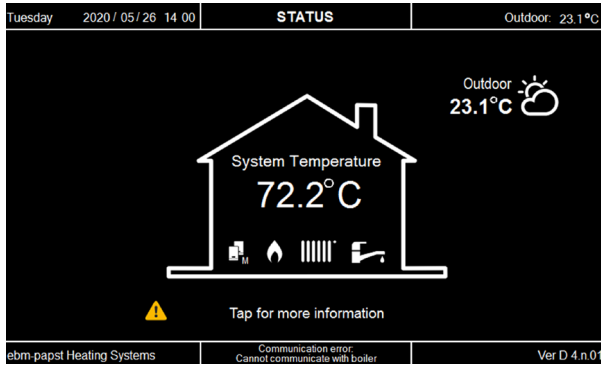 Tuesday 2020 / 05 / 26 14 00 STATUS Outdoor: 23.1°C
Outdoor
23.1°C
System Temperature
72.2°C
M
Tap for more information
ebm-papst Heating Systems
Communication error:
Cannot communicate with boiler
Ver D 4.n.01